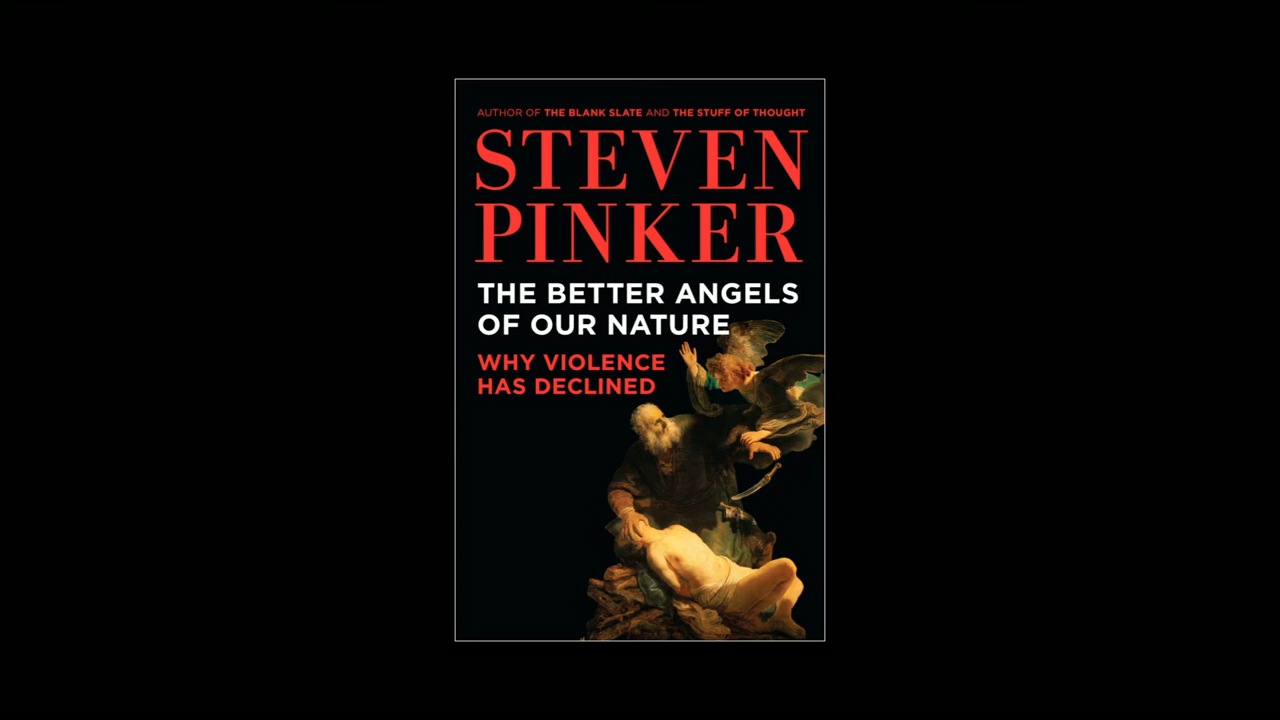 AUTHOR OF THE BLANK SLATE AND THE STUFF OF THOUGHT
STEVEN
PINKER
THE BETTER ANGELS
OF OUR NATURE
WHY VIOLENCE
HAS DECLINED